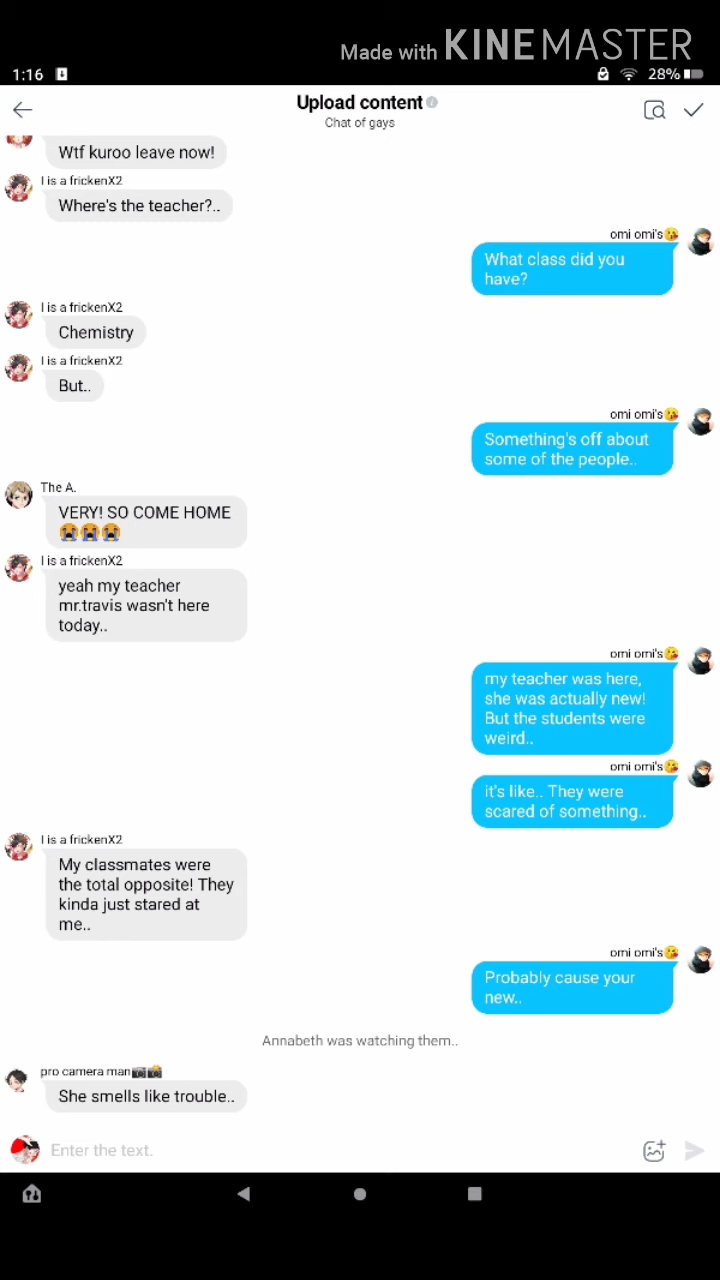 Made with KINEMASTER
1:16
28%
Upload content
Chat of gays
Wtf kuroo leave now!
I is a frickenX2
Where's the teacher?..
omi omi's😘
What class did you
have?
I is a frickenX2
Chemistry
I is a frickenX2
But..
omi omi's😘
Something's off about
some of the people..
The A.
VERY! SO COME HOME
😭😭😭
I is a frickenX2
yeah my teacher
mr.travis wasn't here
today..
omi omi's😘
my teacher was here,
she was actually new!
But the students were
weird..
omi omi's😘
it's like.. They were
scared of something..
I is a frickenX2
My classmates were
the total opposite! They
kinda just stared at
me..
omi omi's😘
Probably cause your
new..
Annabeth was watching them..
pro camera man📷📸
She smells like trouble..
Enter the text.